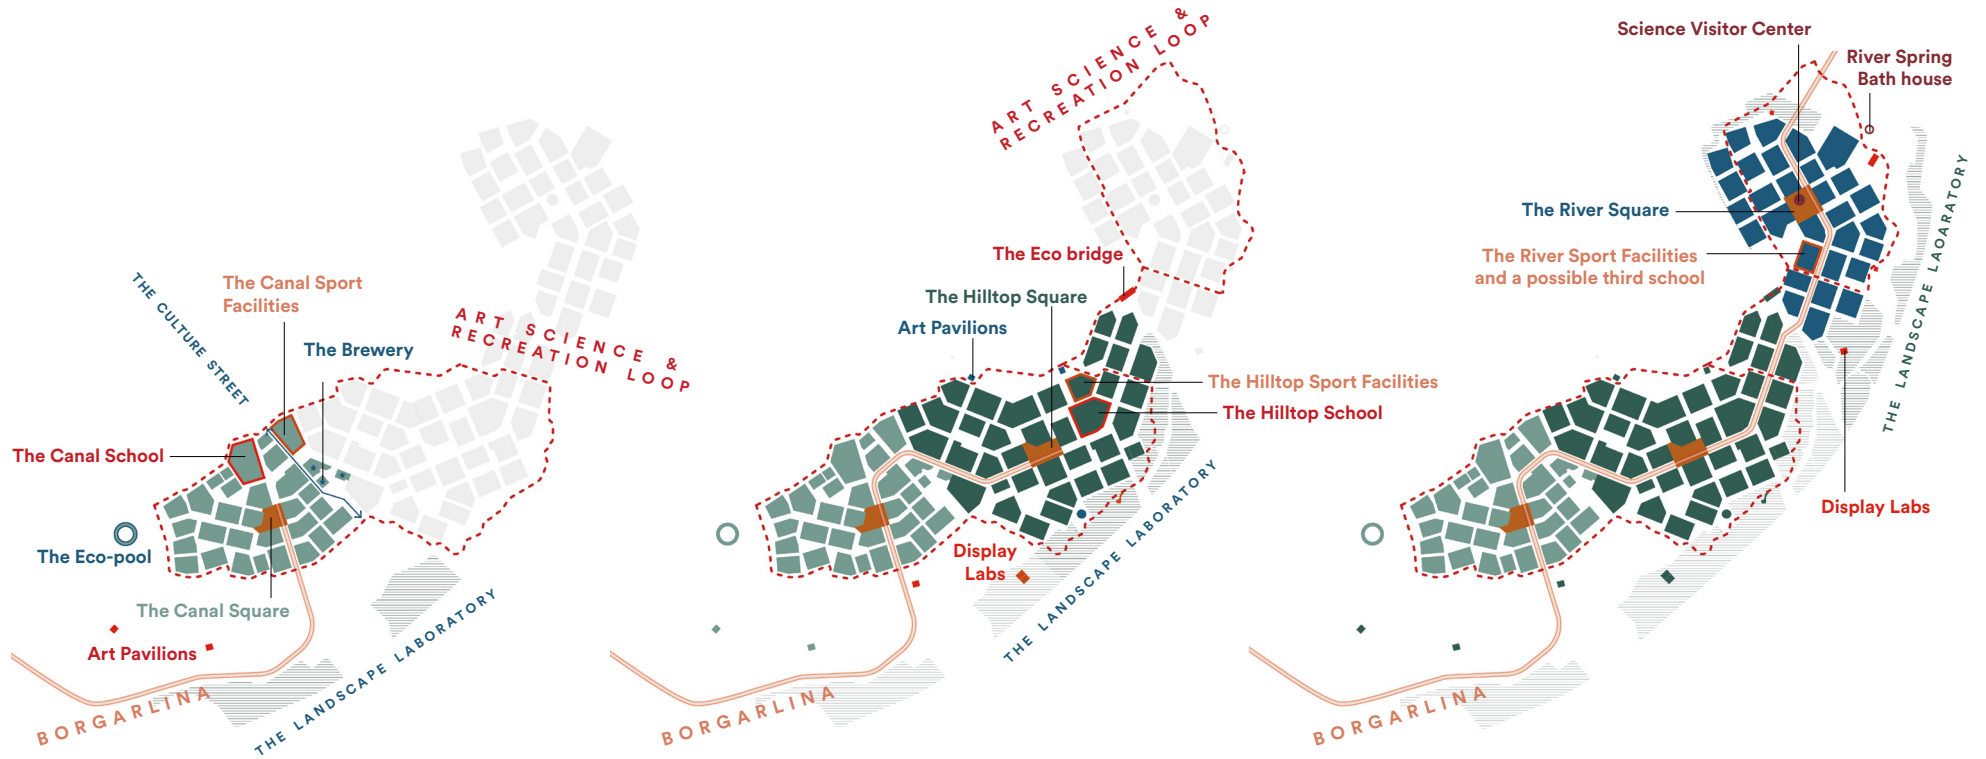 THE CULTURE STREET
The Canal Sport
Facilities
The Brewery
ART SCIENCE &
RECREATION LOOP
The Canal School
The Eco-pool
The Canal Square
Art Pavilions
BORGARLINA
THE LANDSCAPE LABORATORY
ART SCIENCE &
RECREATION LOOP
The Eco bridge
The Hilltop Square
Art Pavilions
The Hilltop Sport Facilities
The Hilltop School
Display
Labs
THE LANDSCAPE LABORATORY
BORGARLINA
Science Visitor Center
River Spring
Bath house
The River Square
The River Sport Facilities
and a possible third school
THE LANDSCAPE LAOARATORY
Display Labs
BORGARLINA